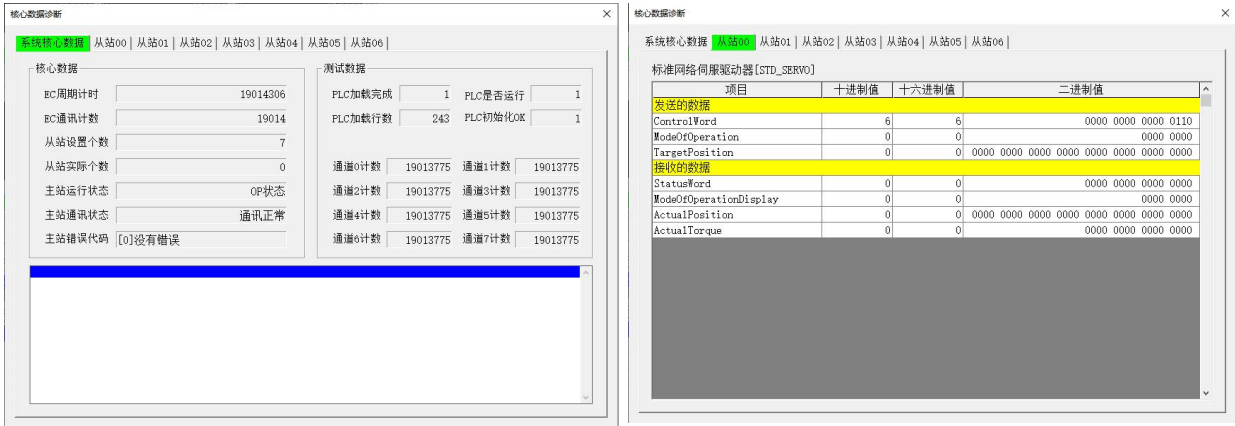 核心数据诊断
系统核心数据 从站00 从站01 从站02 从站03 从站04 从站05 从站06
核心数据
EC周期计时 19014306
EC通讯计数 19014
从站设置个数 7
从站实际个数 0
主站运行状态 OP状态
主站通讯状态 通讯正常
主站错误代码 [0]没有错误
测试数据
PLC加载完成 1 PLC是否运行 1
PLC加载行数 243 PLC初始化OK 1
通道0计数 19013775 通道1计数 19013775
通道2计数 19013775 通道3计数 19013775
通道4计数 19013775 通道5计数 19013775
通道6计数 19013775 通道7计数 19013775
核心数据诊断
系统核心数据 从站00 从站01 从站02 从站03 从站04 从站05 从站06
标准网络伺服驱动器[STD_SERVO]
项目 十进制值 十六进制值 二进制值
发送的数据
ControlWord 6 6 0000 0000 0000 0110
ModeOfOperation 0 0 0000 0000
TargetPosition 0 0 0000 0000 0000 0000 0000 0000 0000 0000
接收的数据
StatusWord 0 0 0000 0000 0000 0000
ModeOfOperationDisplay 0 0 0000 0000
ActualPosition 0 0 0000 0000 0000 0000 0000 0000 0000 0000
ActualTorque 0 0 0000 0000 0000 0000